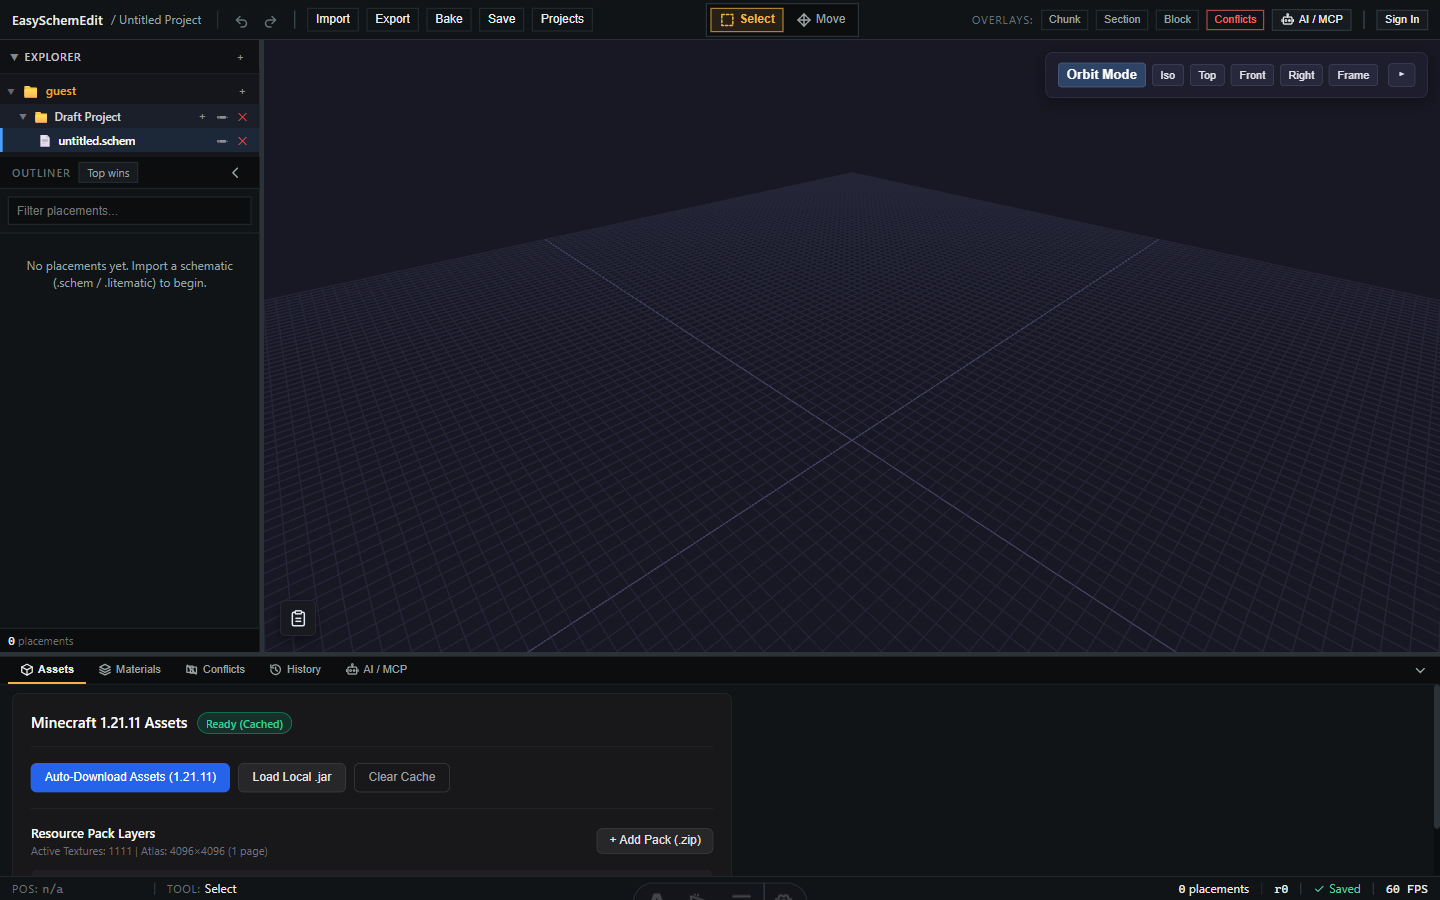 EasySchemEdit / Untitled Project
Import Export Bake Save Projects
Select Move
OVERLAYS: Chunk Section Block Conflicts AI / MCP Sign In
EXPLORER
guest
Draft Project
untitled.schem
OUTLINER Top wins
Filter placements...
No placements yet. Import a schematic
(.schem / .litematic) to begin.
0 placements
Orbit Mode Iso Top Front Right Frame
Assets Materials Conflicts History AI / MCP
Minecraft 1.21.11 Assets Ready (Cached)
Auto-Download Assets (1.21.11) Load Local .jar Clear Cache
Resource Pack Layers
Active Textures: 1111 | Atlas: 4096×4096 (1 page)
+ Add Pack (.zip)
POS: n/a TOOL: Select
0 placements r0 ✓ Saved 60 FPS